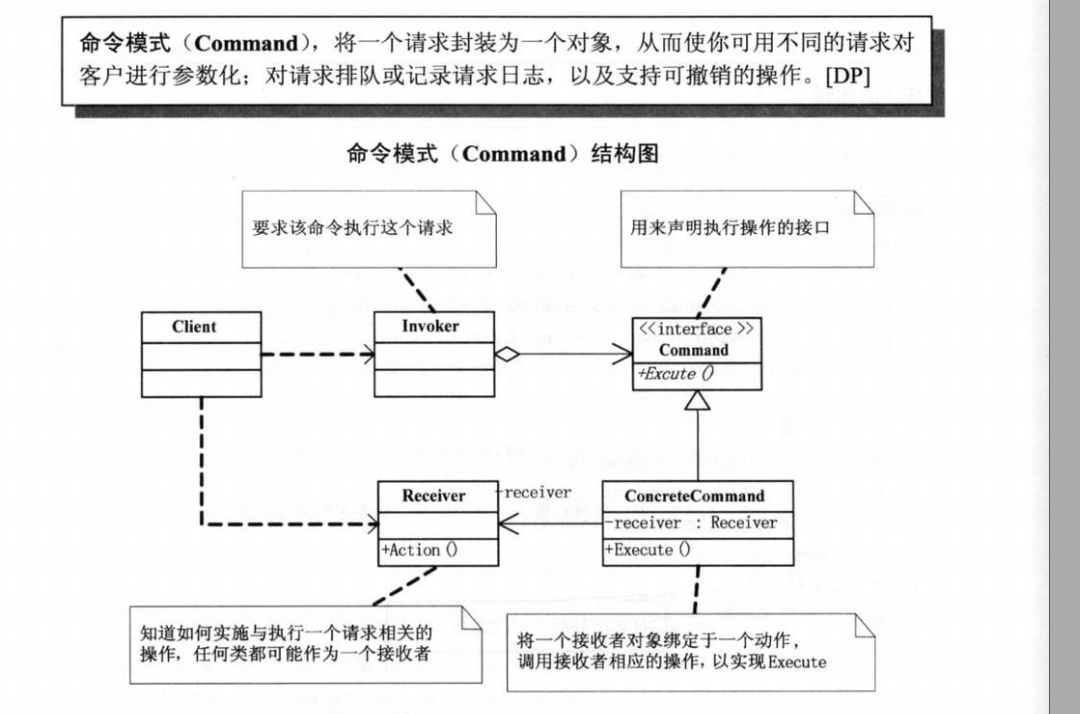 命令模式（Command），将一个请求封装为一个对象，从而使你可用不同的请求对
客户进行参数化；对请求排队或记录请求日志，以及支持可撤销的操作。[DP]
命令模式（Command）结构图
要求该命令执行这个请求
用来声明执行操作的接口
Client
Invoker
<<interface >>
Command
+Excute ()
Receiver
+Action ()
-receiver
ConcreteCommand
-receiver : Receiver
+Execute ()
知道如何实施与执行一个请求相关的
操作，任何类都可能作为一个接收者
将一个接收者对象绑定于一个动作，
调用接收者相应的操作，以实现Execute